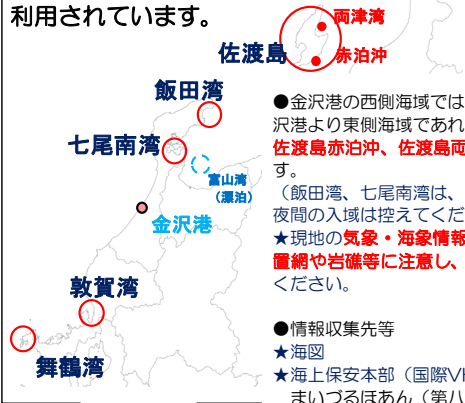 利用されています。
両津湾
佐渡島
赤泊沖
飯田湾
七尾南湾
富山湾
（漂泊）
金沢港
敦賀湾
舞鶴湾
●金沢港の西側海域では
沢港より東側海域であれ
佐渡島赤泊沖、佐渡島両
す。
（飯田湾、七尾南湾は、
夜間の入域は控えてくだ
★現地の気象・海象情報
置網や岩礁等に注意し、
ください。
●情報収集先等
★海図
★海上保安本部（国際VH
まいづるほあん（第八